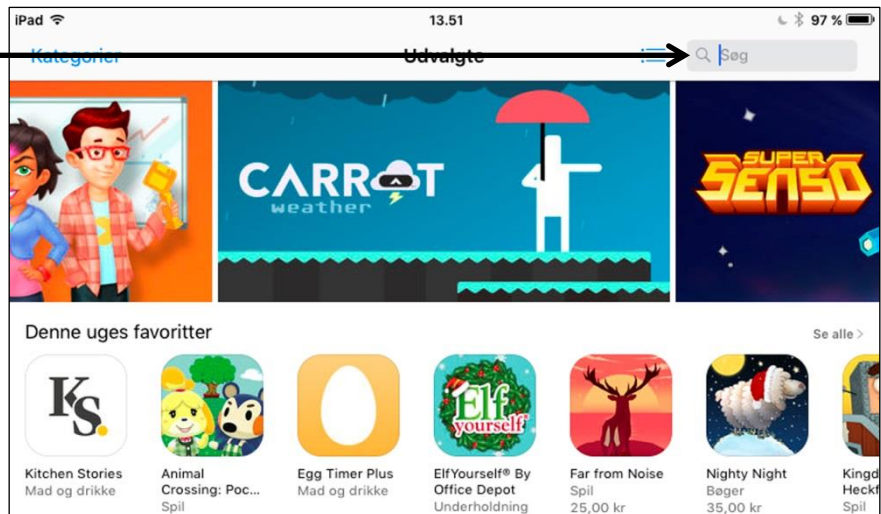 iPad 13.51 97 %
Kategorier Udvalgte Søg
CARROT
weather
SUPER
SENSO
Denne uges favoritter Se alle >
KS.
Elf
yourself
Kitchen Stories
Mad og drikke
Animal
Crossing: Poc...
Spil
Egg Timer Plus
Mad og drikke
ElfYourself® By
Office Depot
Underholdning
Far from Noise
Spil
25,00 kr
Nighty Night
Bøger
35,00 kr
Kingd
Heckf
Spil